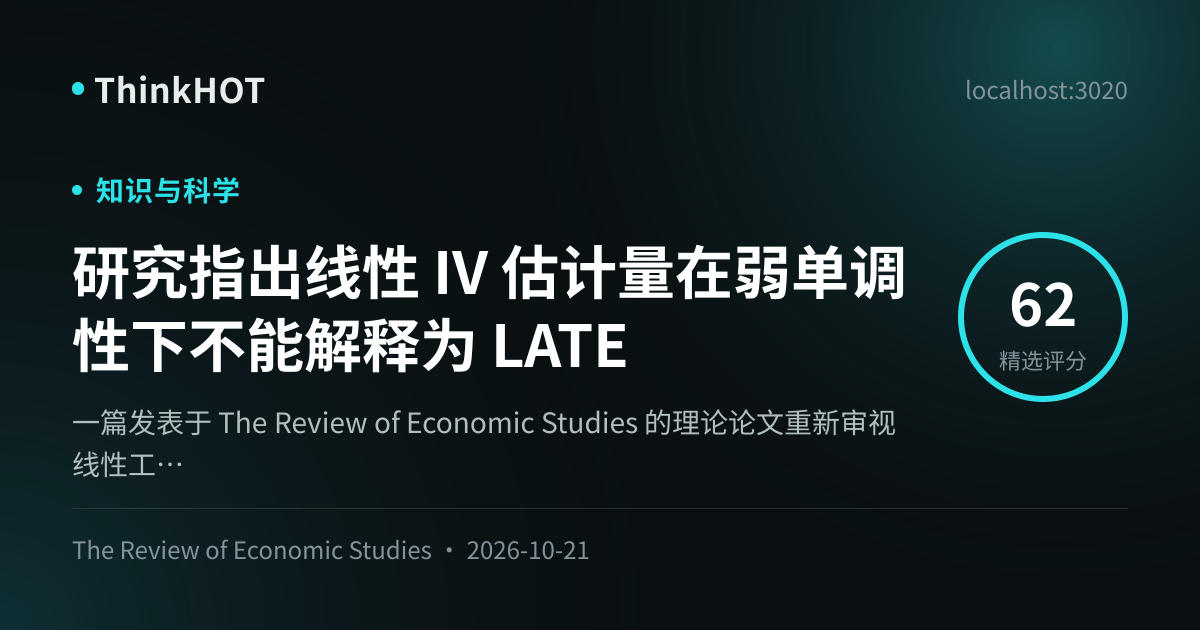 ThinkHOT
localhost:3020
知识与科学
研究指出线性 IV 估计量在弱单调
性下不能解释为 LATE
62
精选评分
一篇发表于 The Review of Economic Studies 的理论论文重新审视
线性工…
The Review of Economic Studies • 2026-10-21